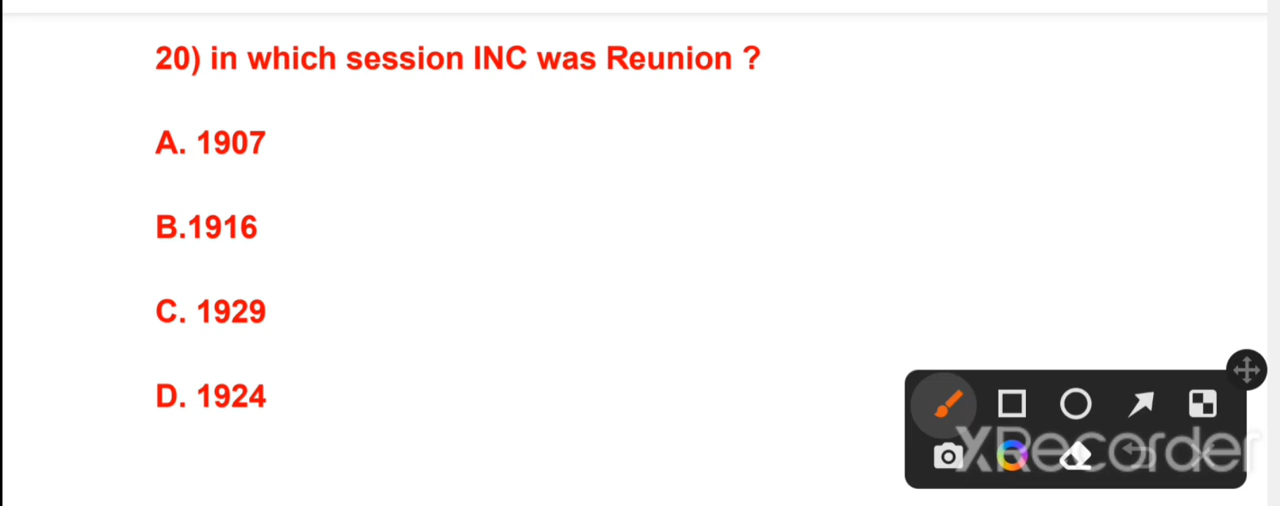 20) in which session INC was Reunion ?
A. 1907
B.1916
C. 1929
D. 1924
XRecorder